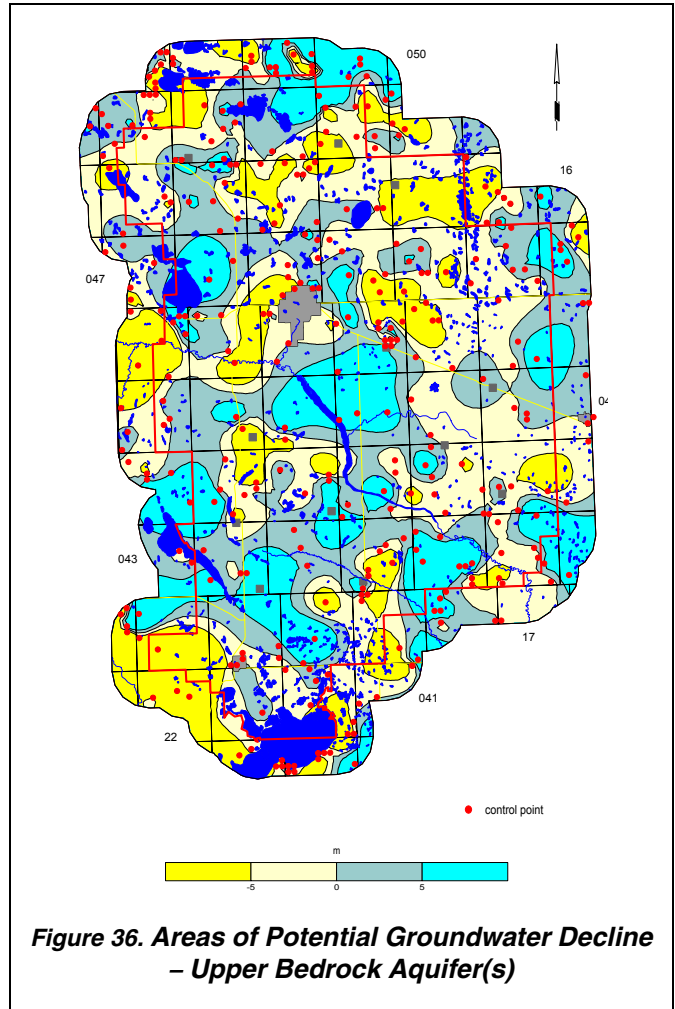 050
16
047
04
043
17
041
22
control point
m
-5 0 5
Figure 36. Areas of Potential Groundwater Decline
– Upper Bedrock Aquifer(s)